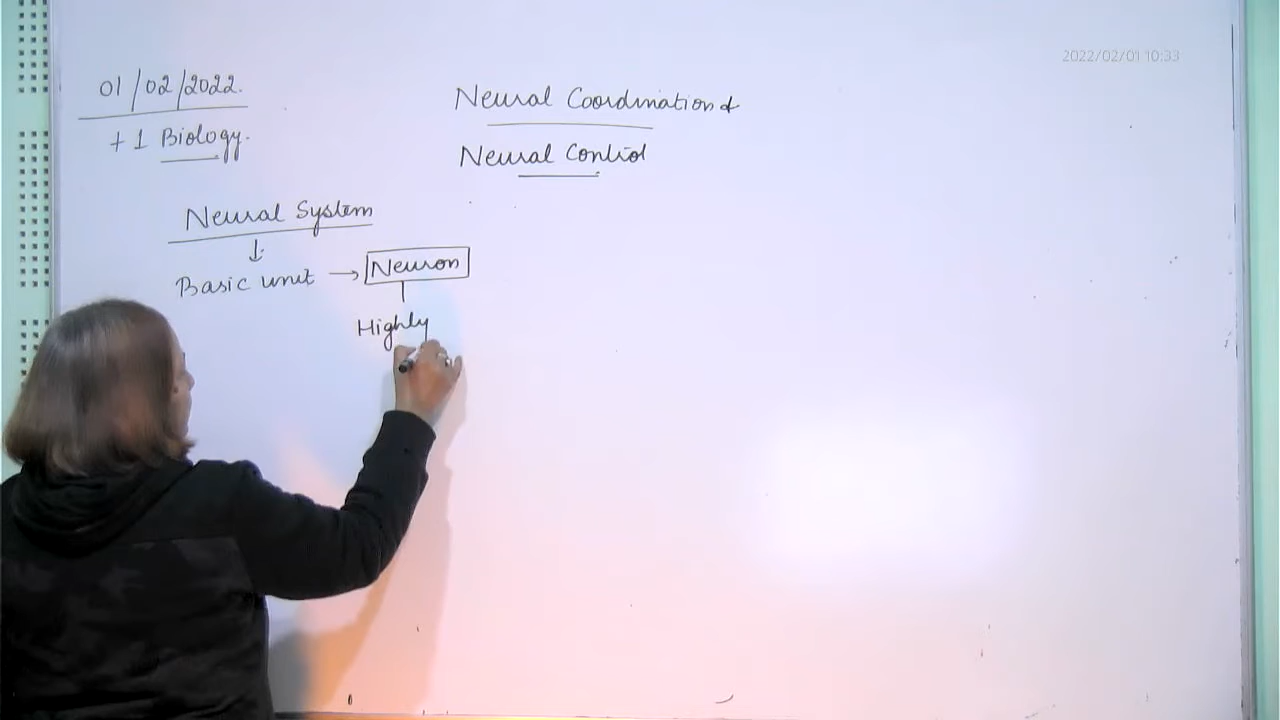 2022/02/01 10:33
01/02/2022.
+1 Biology.
Neural Coordination &
Neural Control
Neural System
↓
Basic unit → Neuron
Highly